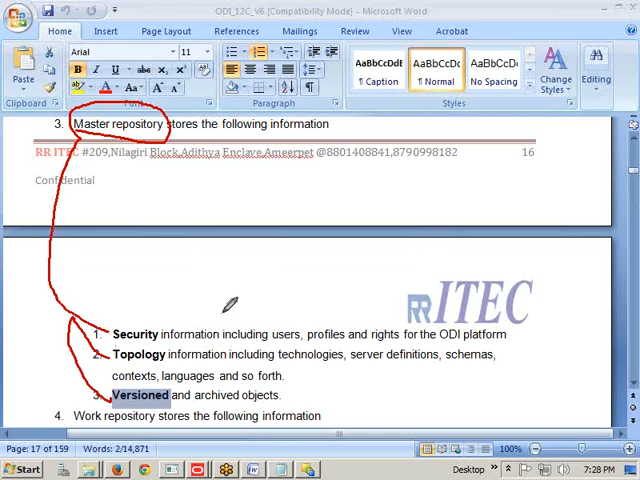 ODI_12C_V6 [Compatibility Mode] - Microsoft Word
Home Insert Page Layout References Mailings Review View Acrobat
Arial 11
Paste
B I U abc x₂ x²
A Aa A A
AaBbCcDdE AaBbCcDc AaBbCcDc
¶ Caption ¶ Normal No Spacing
Change Styles
Editing
Clipboard Font Paragraph Styles
3. Master repository stores the following information
RR ITEC #209,Nilagiri Block,Adithya Enclave,Ameerpet @8801408841,8790998182 16
Confidential
RR ITEC
1. Security information including users, profiles and rights for the ODI platform
2. Topology information including technologies, server definitions, schemas,
contexts, languages and so forth.
3. Versioned and archived objects.
4. Work repository stores the following information
Page: 17 of 159 Words: 2/14,871 100%
Start Desktop 7:28 PM